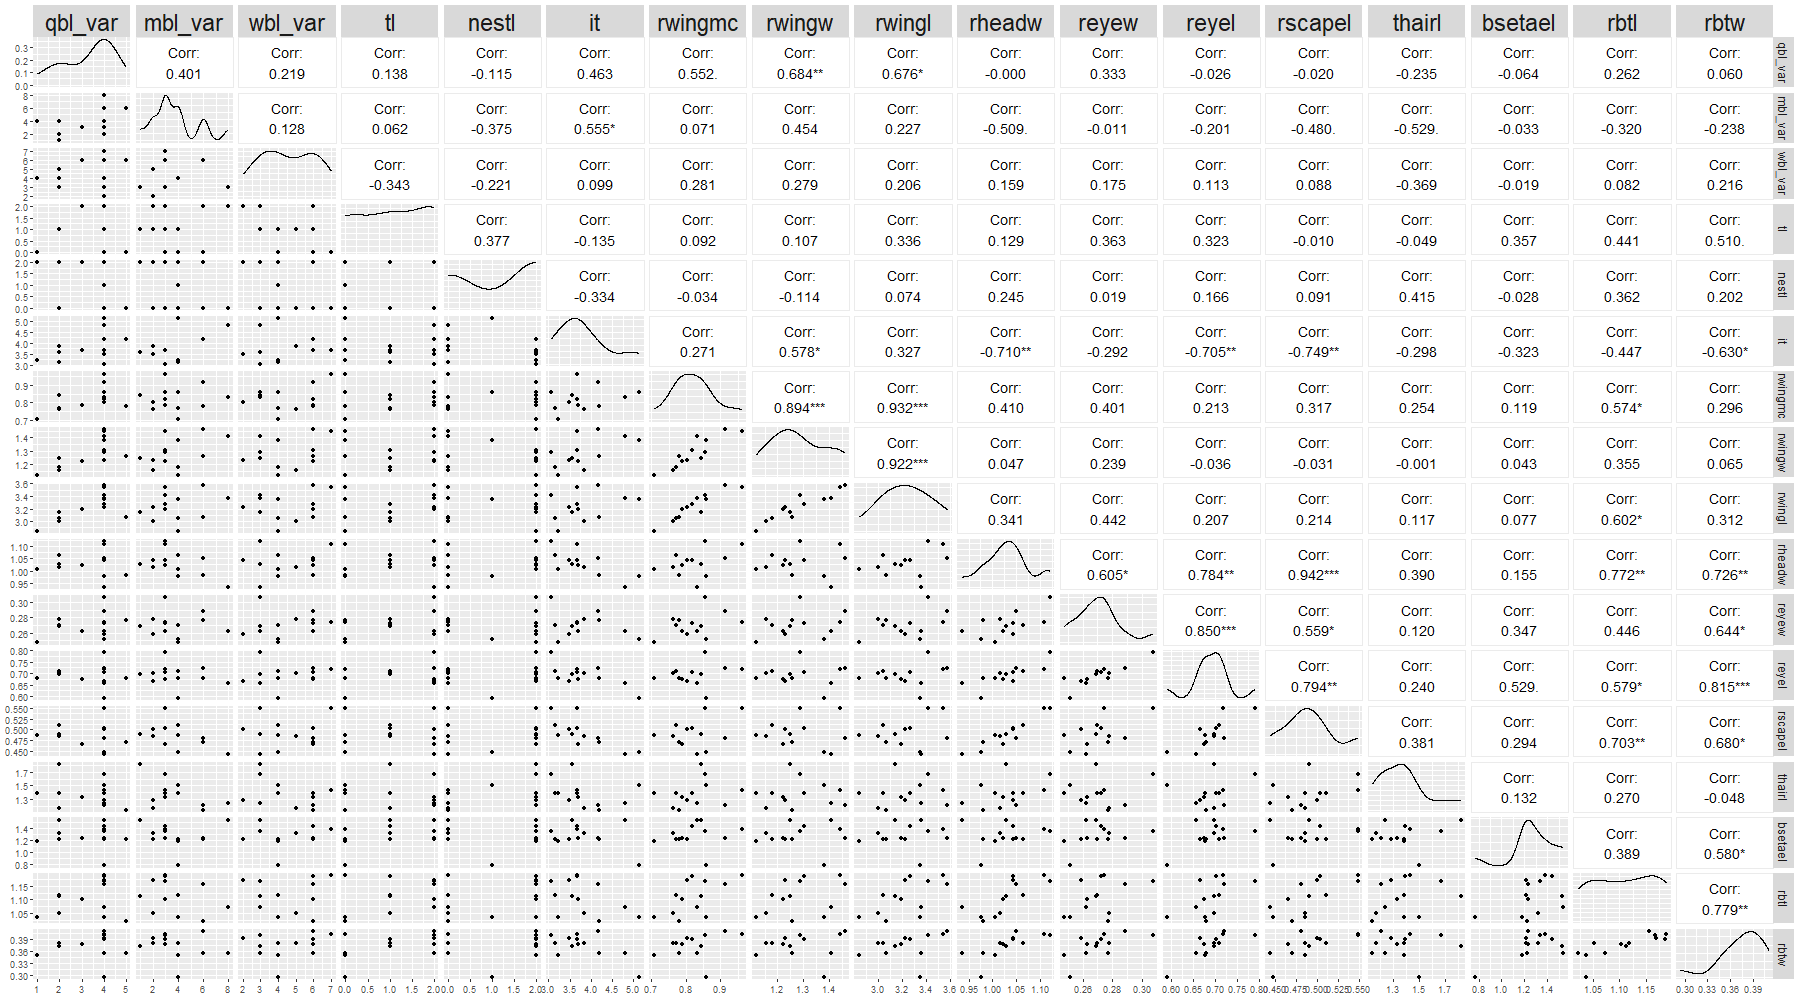 qbl_var mbl_var wbl_var tl nestl it rwingmc rwingw rwingl rheadw reyew reyel rscapel thairl bsetael rbtl rbtw
0.3 0.2 0.1 0.0 Corr: 0.401 Corr: 0.219 Corr: 0.138 Corr: -0.115 Corr: 0.463 Corr: 0.552. Corr: 0.684** Corr: 0.676* Corr: -0.000 Corr: 0.333 Corr: -0.026 Corr: -0.020 Corr: -0.235 Corr: -0.064 Corr: 0.262 Corr: 0.060 qbl_var
8 6 4 2 Corr: 0.128 Corr: 0.062 Corr: -0.375 Corr: 0.555* Corr: 0.071 Corr: 0.454 Corr: 0.227 Corr: -0.509. Corr: -0.011 Corr: -0.201 Corr: -0.480. Corr: -0.529. Corr: -0.033 Corr: -0.320 Corr: -0.238 mbl_var
7 6 5 4 3 2 Corr: -0.343 Corr: -0.221 Corr: 0.099 Corr: 0.281 Corr: 0.279 Corr: 0.206 Corr: 0.159 Corr: 0.175 Corr: 0.113 Corr: 0.088 Corr: -0.369 Corr: -0.019 Corr: 0.082 Corr: 0.216 wbl_var
2.0 1.5 1.0 0.5 0.0 Corr: 0.377 Corr: -0.135 Corr: 0.092 Corr: 0.107 Corr: 0.336 Corr: 0.129 Corr: 0.363 Corr: 0.323 Corr: -0.010 Corr: -0.049 Corr: 0.357 Corr: 0.441 Corr: 0.510. tl
2.0 1.5 1.0 0.5 0.0 Corr: -0.334 Corr: -0.034 Corr: -0.114 Corr: 0.074 Corr: 0.245 Corr: 0.019 Corr: 0.166 Corr: 0.091 Corr: 0.415 Corr: -0.028 Corr: 0.362 Corr: 0.202 nestl
5.0 4.5 4.0 3.5 3.0 Corr: 0.271 Corr: 0.578* Corr: 0.327 Corr: -0.710** Corr: -0.292 Corr: -0.705** Corr: -0.749** Corr: -0.298 Corr: -0.323 Corr: -0.447 Corr: -0.630* it
0.9 0.8 0.7 Corr: 0.894*** Corr: 0.932*** Corr: 0.410 Corr: 0.401 Corr: 0.213 Corr: 0.317 Corr: 0.254 Corr: 0.119 Corr: 0.574* Corr: 0.296 rwingmc
1.4 1.3 1.2 Corr: 0.922*** Corr: 0.047 Corr: 0.239 Corr: -0.036 Corr: -0.031 Corr: -0.001 Corr: 0.043 Corr: 0.355 Corr: 0.065 rwingw
3.6 3.4 3.2 3.0 Corr: 0.341 Corr: 0.442 Corr: 0.207 Corr: 0.214 Corr: 0.117 Corr: 0.077 Corr: 0.602* Corr: 0.312 rwingl
1.10 1.05 1.00 0.95 Corr: 0.605* Corr: 0.784** Corr: 0.942*** Corr: 0.390 Corr: 0.155 Corr: 0.772** Corr: 0.726** rheadw
0.30 0.28 0.26 Corr: 0.850*** Corr: 0.559* Corr: 0.120 Corr: 0.347 Corr: 0.446 Corr: 0.644* reyew
0.80 0.75 0.70 0.65 0.60 Corr: 0.794** Corr: 0.240 Corr: 0.529. Corr: 0.579* Corr: 0.815*** reyel
0.550 0.525 0.500 0.475 0.450 Corr: 0.381 Corr: 0.294 Corr: 0.703** Corr: 0.680* rscapel
1.7 1.5 1.3 Corr: 0.132 Corr: 0.270 Corr: -0.048 thairl
1.4 1.2 1.0 0.8 Corr: 0.389 Corr: 0.580* bsetael
1.15 1.10 1.05 Corr: 0.779** rbtl
0.39 0.36 0.33 0.30 rbtw
1 2 3 4 5 2 4 6 8 2 3 4 5 6 7 0.0 0.5 1.0 1.5 2.0 0.0 0.5 1.0 1.5 2.0 3.0 3.5 4.0 4.5 5.0 0.7 0.8 0.9 1.2 1.3 1.4 3.0 3.2 3.4 3.6 0.95 1.00 1.05 1.10 0.26 0.28 0.30 0.60 0.65 0.70 0.75 0.80 0.450 0.475 0.500 0.525 0.550 1.3 1.5 1.7 0.8 1.0 1.2 1.4 1.05 1.10 1.15 0.30 0.33 0.36 0.39